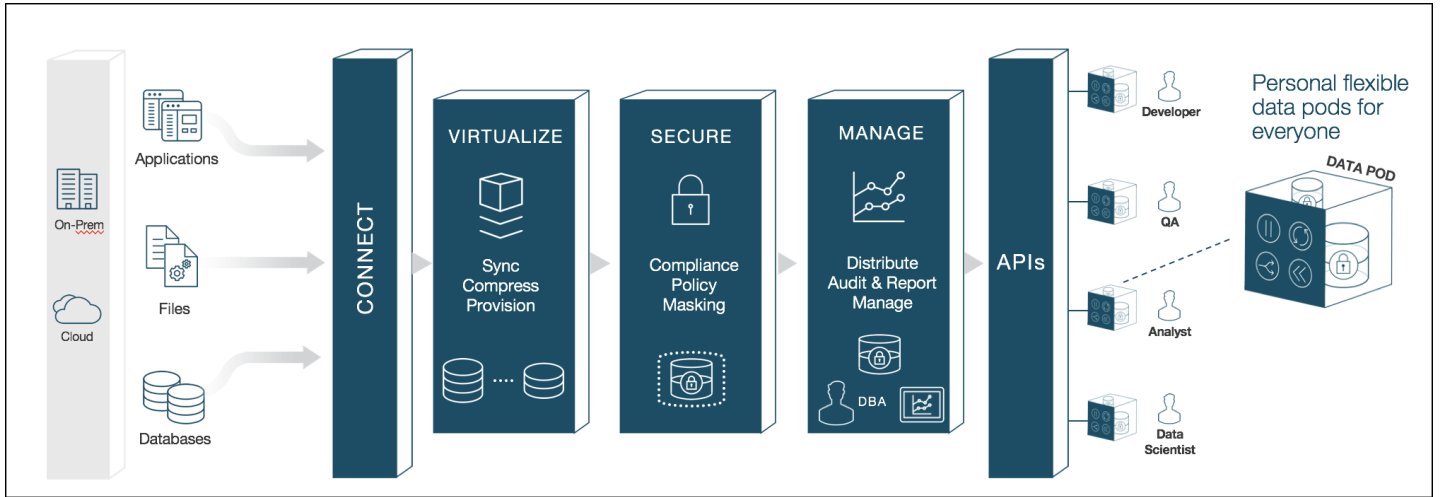 On-Prem
Cloud
Applications
Files
Databases
CONNECT
VIRTUALIZE
Sync
Compress
Provision
SECURE
Compliance
Policy
Masking
MANAGE
Distribute
Audit & Report
Manage
DBA
APIs
Developer
QA
Analyst
Data
Scientist
Personal flexible
data pods for
everyone
DATA POD